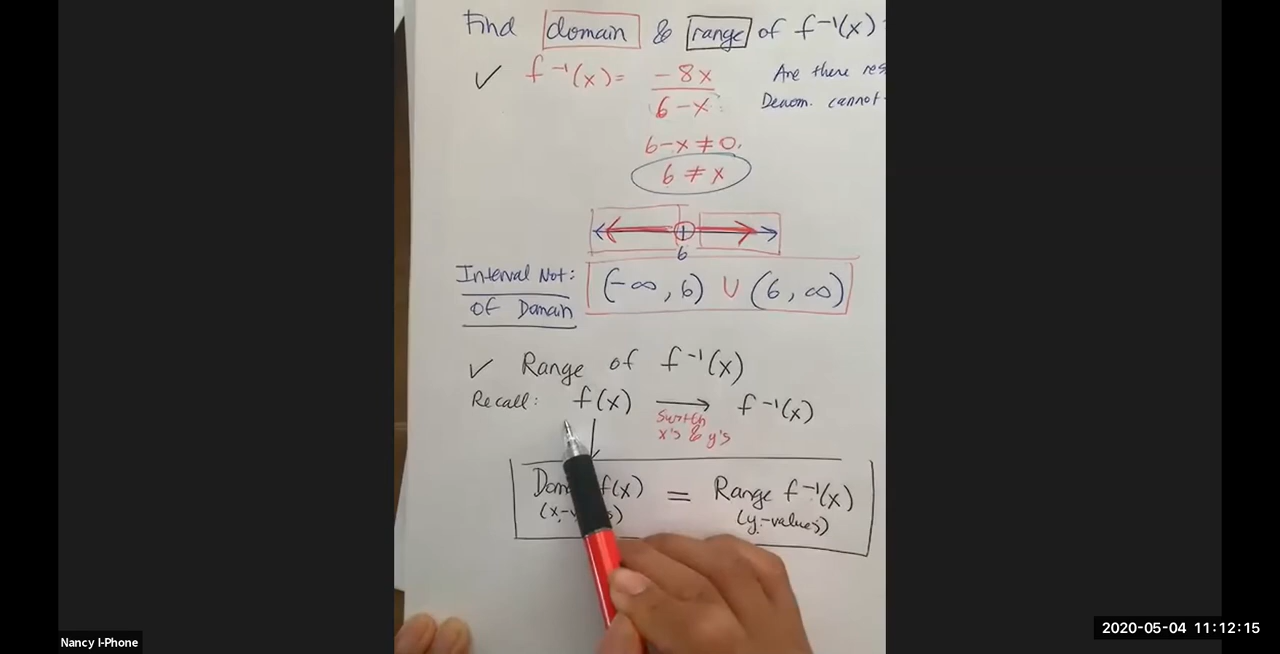 Find domain & range of f⁻¹(x)
✓ f⁻¹(x) = -8x / 6-x
Are there
Denom. cannot
6-x ≠ 0.
6 ≠ x
6
Interval Not: (-∞, 6) ∪ (6, ∞)
of Domain
✓ Range of f⁻¹(x)
Recall: f(x) → f⁻¹(x)
Switch
x's & y's
f(x) = Range f⁻¹(x)
(y-values)
Nancy I-Phone
2020-05-04 11:12:15